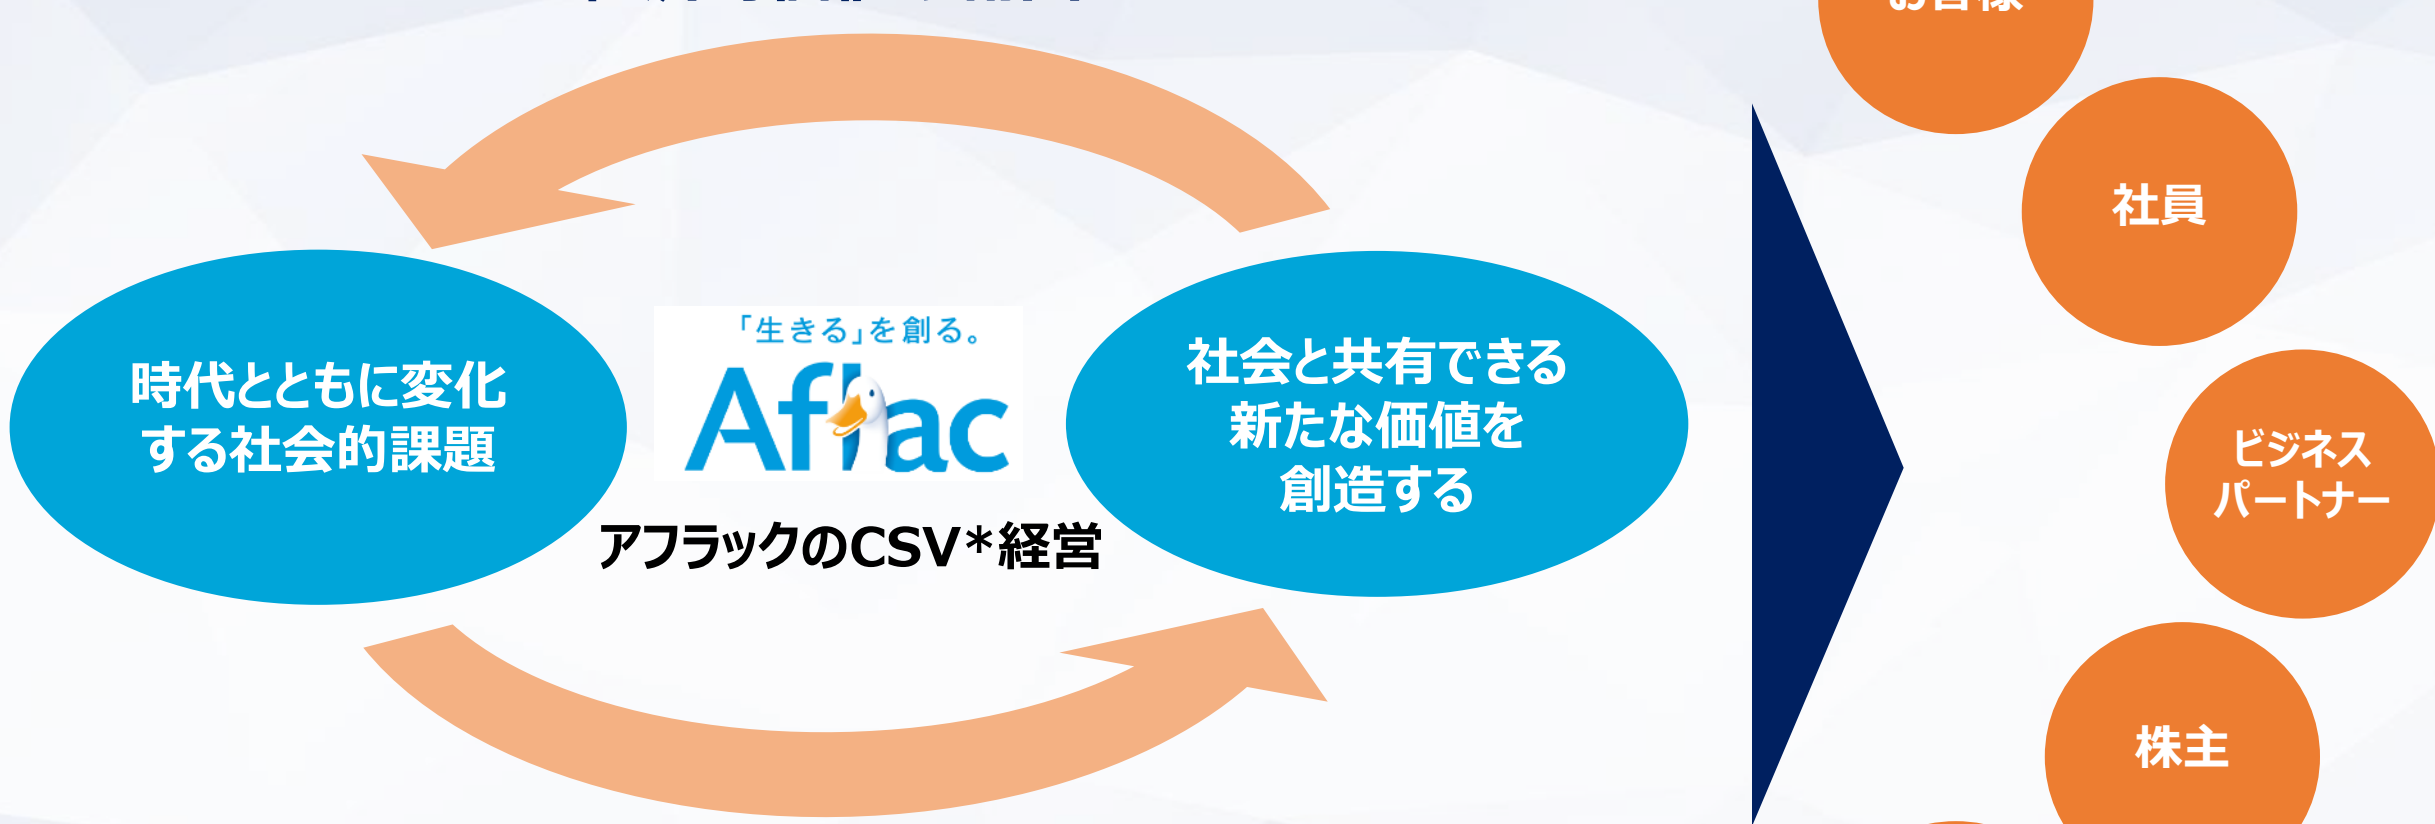 お客様
時代とともに変化
する社会的課題
「生きる」を創る。
Aflac
アフラックのCSV*経営
社会と共有できる
新たな価値を
創造する
社員
ビジネス
パートナー
株主